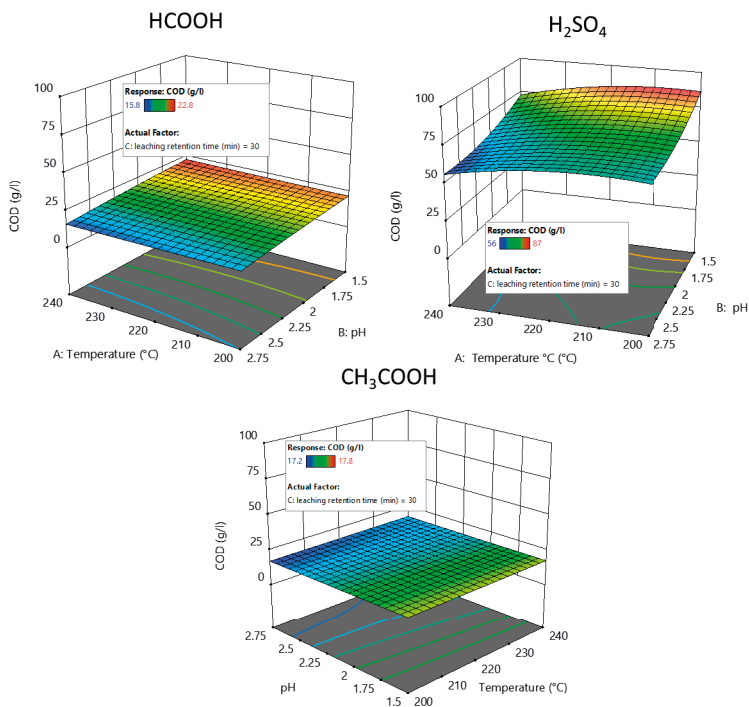 HCOOH
100
75
50
25
0
COD (g/l)
Response: COD (g/l)
15.8 22.8
Actual Factor:
C: leaching retention time (min) = 30
240
230
220
210
200
A: Temperature (°C)
1.5
1.75
2
2.25
2.5
2.75
B: pH
H₂SO₄
100
75
50
25
0
COD (g/l)
Response: COD (g/l)
56 87
Actual Factor:
C: leaching retention time (min) = 30
240
230
220
210
200
A: Temperature °C (°C)
1.5
1.75
2
2.25
2.5
2.75
B: pH
CH₃COOH
100
75
50
25
0
COD (g/l)
Response: COD (g/l)
17.2 17.8
Actual Factor:
C: leaching retention time (min) = 30
2.75
2.5
2.25
2
1.75
1.5
pH
240
230
220
210
200
Temperature (°C)